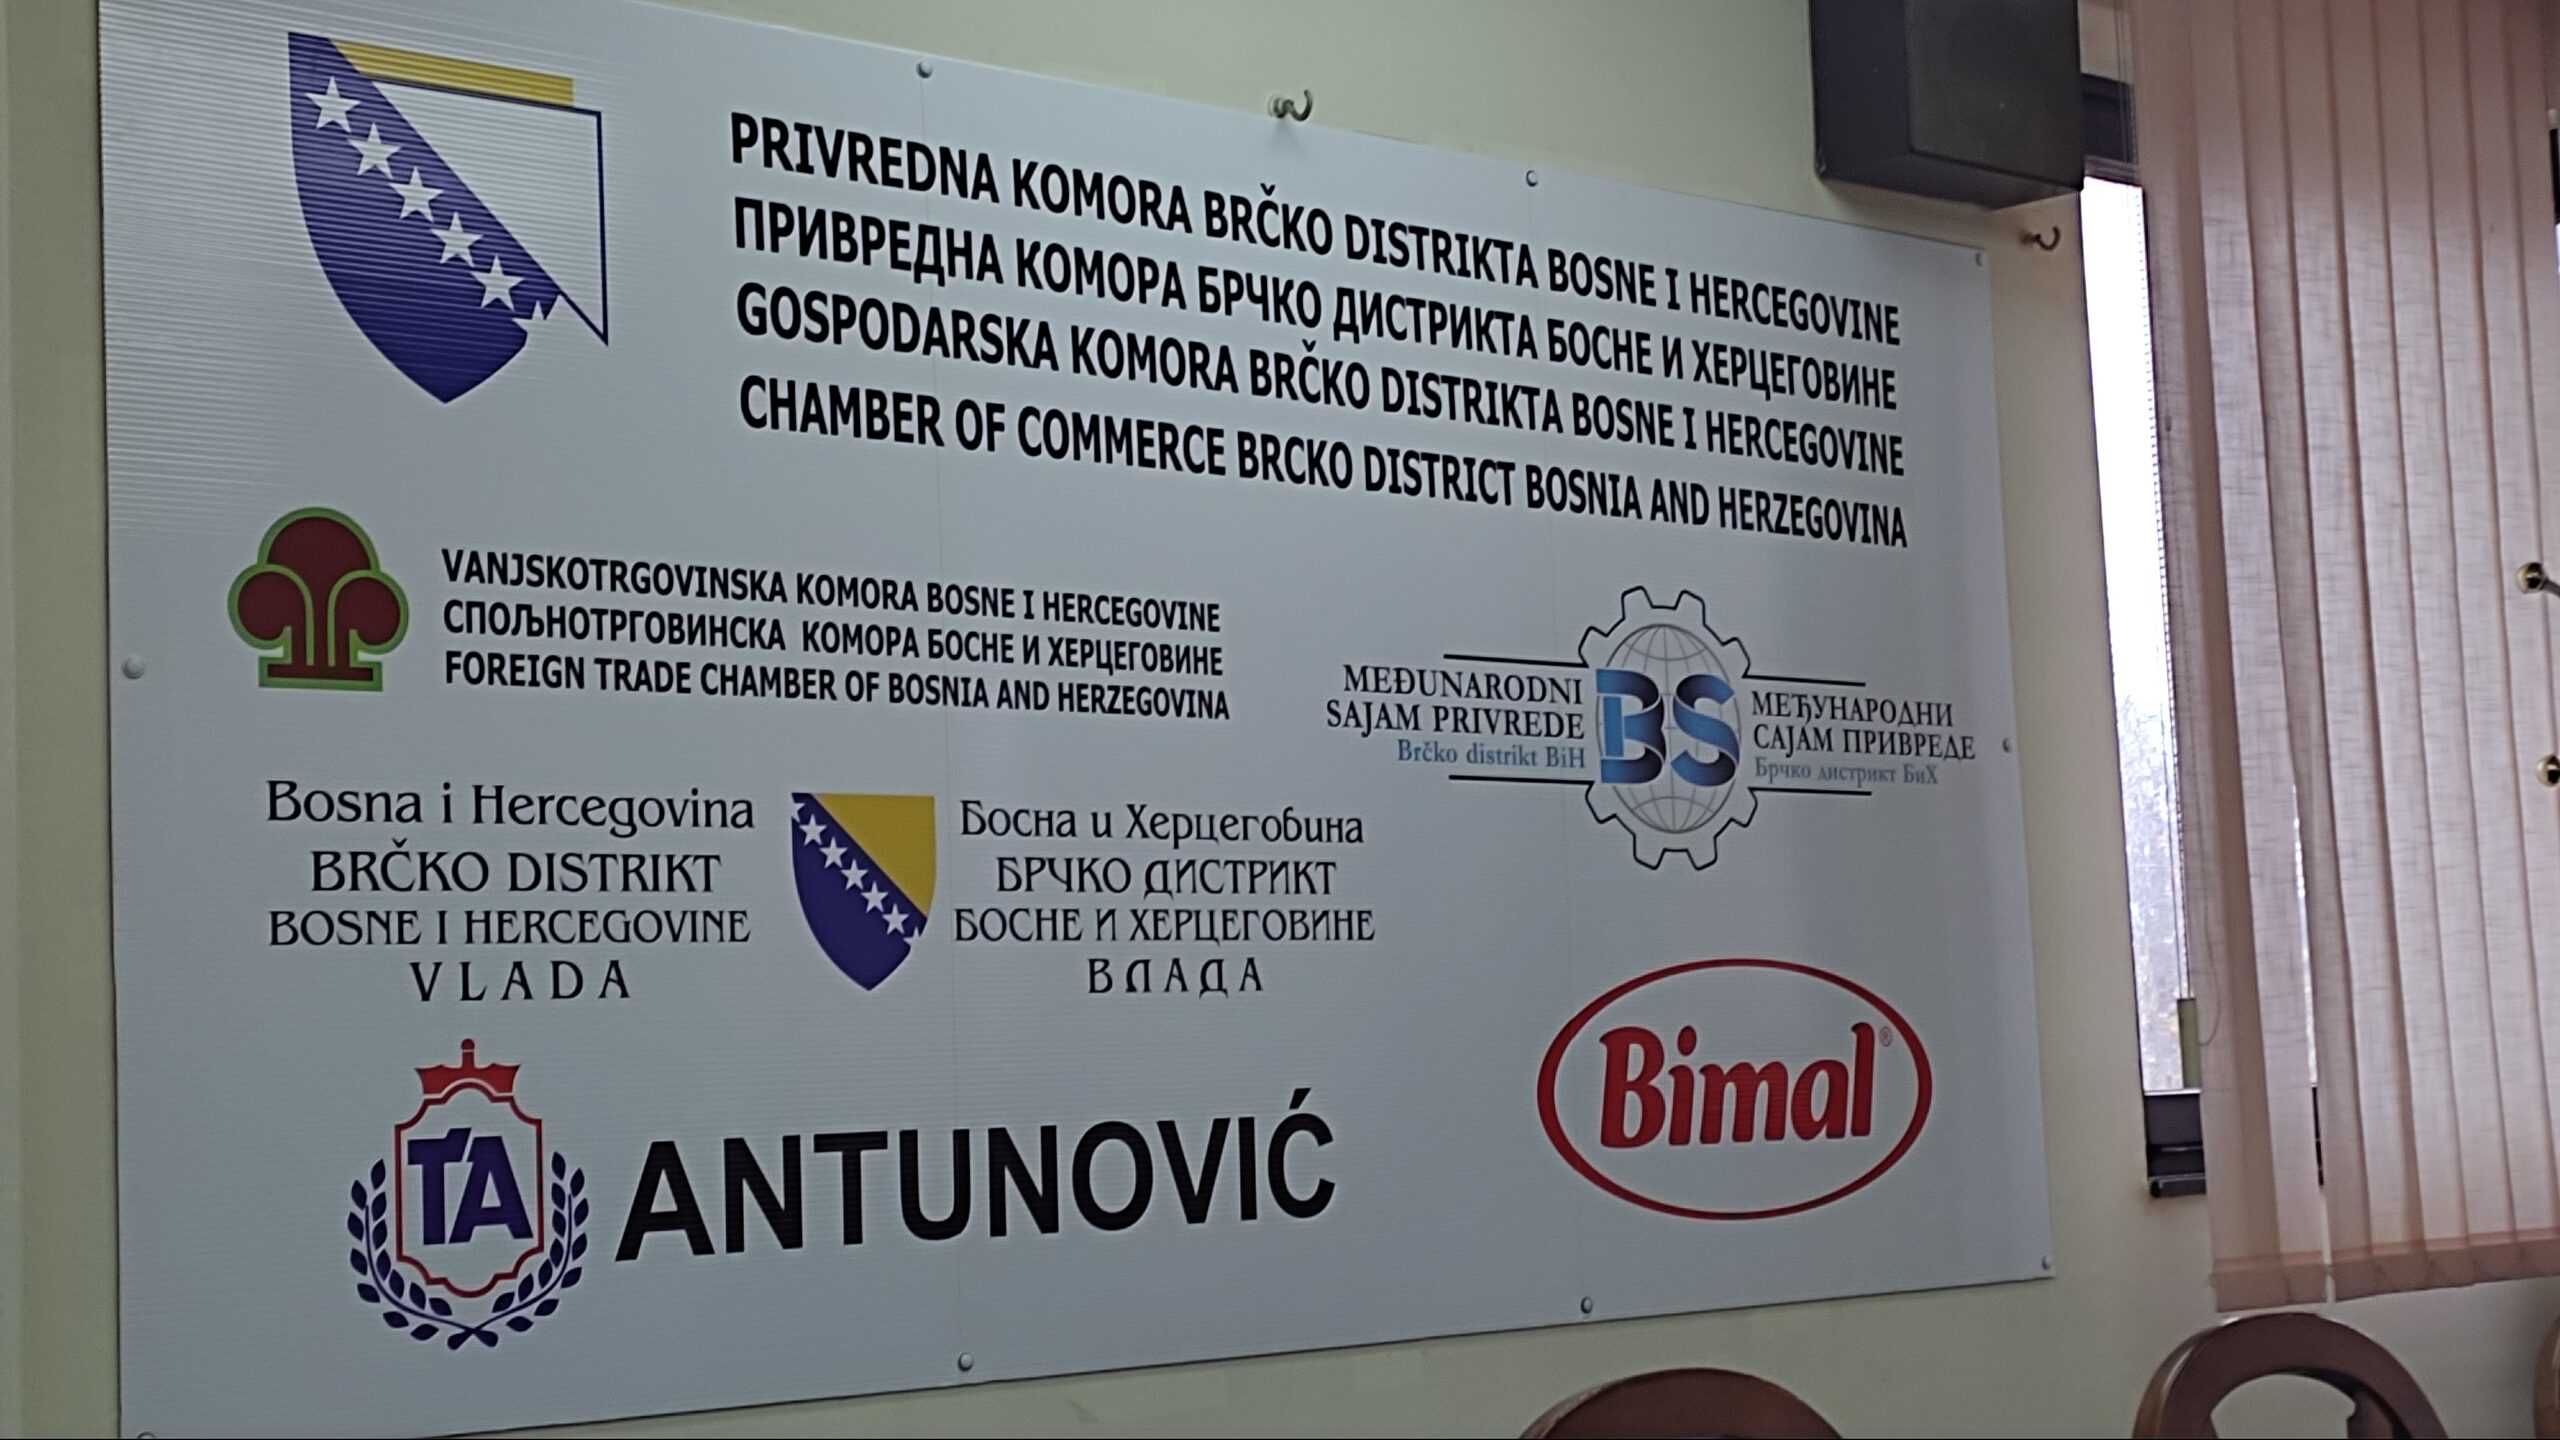 PRIVREDNA KOMORA BRČKO DISTRIKTA BOSNE I HERCEGOVINE
ПРИВРЕДНА КОМОРА БРЧКО ДИСТРИКТА БОСНЕ И ХЕРЦЕГОВИНЕ
GOSPODARSKA KOMORA BRČKO DISTRIKTA BOSNE I HERCEGOVINE
CHAMBER OF COMMERCE BRCKO DISTRICT BOSNIA AND HERZEGOVINA
VANJSKOTRGOVINSKA KOMORA BOSNE I HERCEGOVINE
СПОЉНОТРГОВИНСКА КОМОРА БОСНЕ И ХЕРЦЕГОВИНЕ
FOREIGN TRADE CHAMBER OF BOSNIA AND HERZEGOVINA
MEĐUNARODNI
SAJAM PRIVREDE
Brčko distrikt BiH
BS
МЕЂУНАРОДНИ
САЈАМ ПРИВРЕДЕ
Брчко дистрикт БиХ
Bosna i Hercegovina
BRČKO DISTRIKT
BOSNE I HERCEGOVINE
VLADA
Босна и Херцеговина
БРЧКО ДИСТРИКТ
БОСНЕ И ХЕРЦЕГОВИНЕ
ВЛАДА
TA
ANTUNOVIĆ
Bimal®